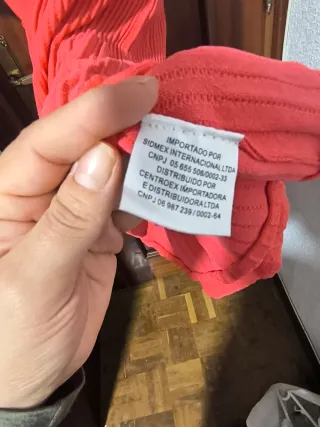 IMPORTADO POR
SIDMEX INTERNACIONAL LTDA
CNPJ 05 655 506/0002-33
DISTRIBUIDO POR
CENTROEX IMPORTADORA
E DISTRIBUIDORA LTDA
CNPJ 06 987 239/0002-64